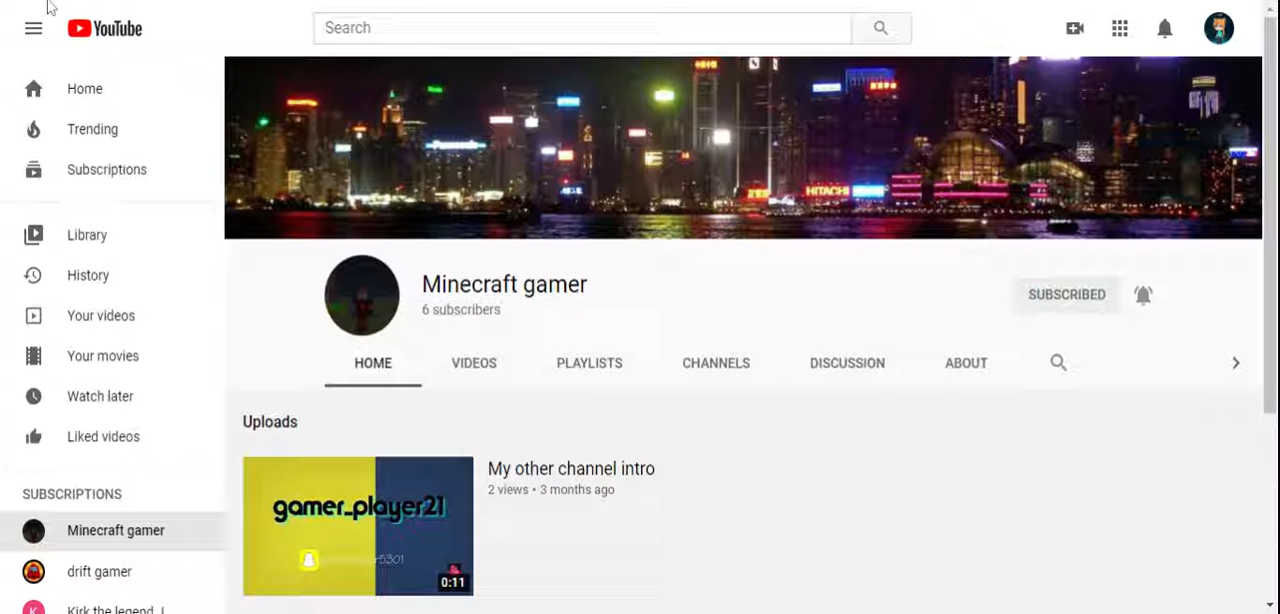 YouTube
Search
Home
Trending
Subscriptions
Library
History
Your videos
Your movies
Watch later
Liked videos
SUBSCRIPTIONS
Minecraft gamer
drift gamer
Panasonic
HITACHI
Minecraft gamer
6 subscribers
SUBSCRIBED
HOME VIDEOS PLAYLISTS CHANNELS DISCUSSION ABOUT
Uploads
gamer_player21
0:11
My other channel intro
2 views • 3 months ago